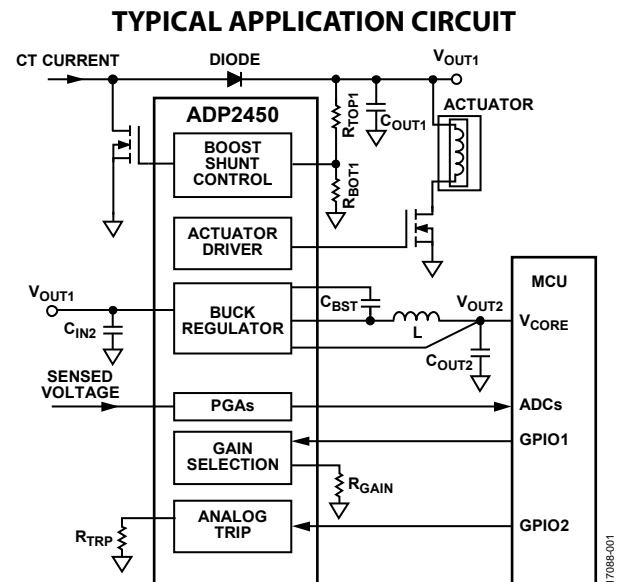 TYPICAL APPLICATION CIRCUIT
CT CURRENT
DIODE
VOUT1
ADP2450
RTOP1
COUT1
ACTUATOR
BOOST
SHUNT
CONTROL
RBOT1
ACTUATOR
DRIVER
MCU
VOUT1
CIN2
BUCK
REGULATOR
CBST
L
VOUT2
VCORE
COUT2
SENSED
VOLTAGE
PGAs
ADCs
GAIN
SELECTION
GPIO1
RGAIN
ANALOG
TRIP
RTRP
GPIO2
17088-001